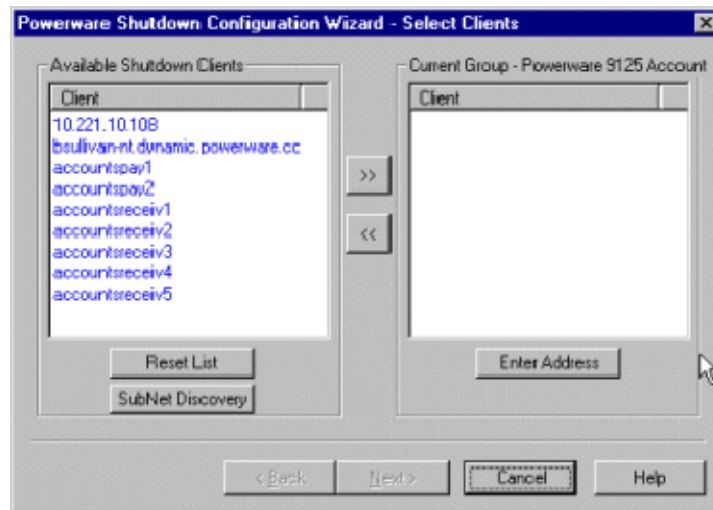 Powerware Shutdown Configuration Wizard - Select Clients
Available Shutdown Clients
Client
10.221.10.108
bsullivan-nt.dynamic.powerware.cc
accountspay1
accountspay2
accountsreceiv1
accountsreceiv2
accountsreceiv3
accountsreceiv4
accountsreceiv5
Reset List
SubNet Discovery
>>
<<
Current Group - Powerware 9125 Account
Client
Enter Address
< Back
Next >
Cancel
Help